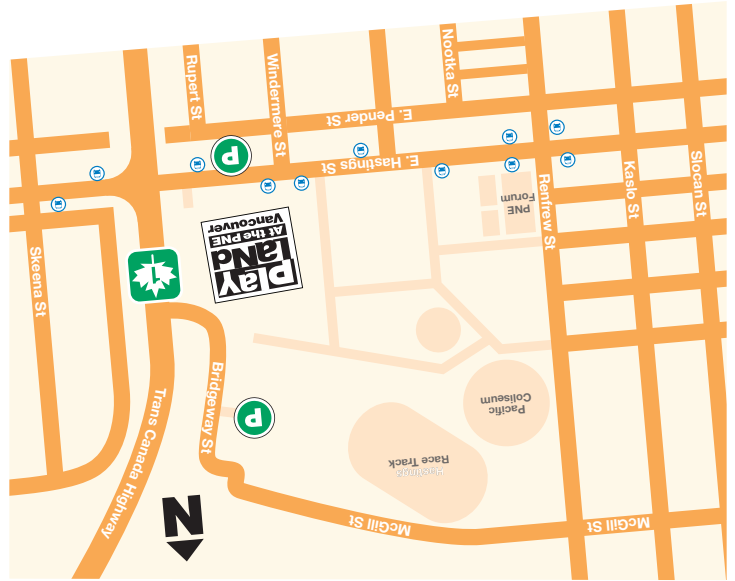 Nootka St
Rupert St
Windermere St
E. Pender St
E. Hastings St
P
Renfrew St
Kaslo St
Slocan St
PNE
Forum
Skeena St
1
PLAY
LaNd
At the PNE
Vancouver
Trans Canada Highway
Bridgeway St
P
Pacific
Coliseum
Race Track
N
McGill St
McGill St